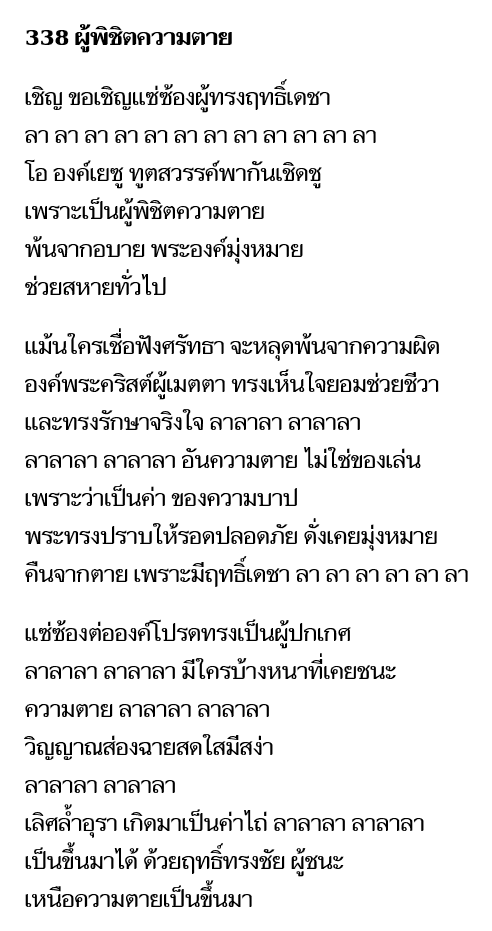 338 ผู้พิชิตความตาย
เชิญ ขอเชิญแซ่ซ้องผู้ทรงฤทธิ์เดชา
ลา ลา ลา ลา ลา ลา ลา ลา ลา ลา ลา ลา
โอ องค์เยซู ทูตสวรรค์พากันเชิดชู
เพราะเป็นผู้พิชิตความตาย
พ้นจากอบาย พระองค์มุ่งหมาย
ช่วยสหายทั่วไป
แม้นใครเชื่อฟังศรัทธา จะหลุดพ้นจากความผิด
องค์พระคริสต์ผู้เมตตา ทรงเห็นใจยอมช่วยชีวา
และทรงรักษาจริงใจ ลาลาลา ลาลาลา
ลาลาลา ลาลาลา อันความตาย ไม่ใช่ของเล่น
เพราะว่าเป็นค่า ของความบาป
พระทรงปราบให้รอดปลอดภัย ดั่งเคยมุ่งหมาย
คืนจากตาย เพราะมีฤทธิ์เดชา ลา ลา ลา ลา ลา ลา
แซ่ซ้องต่อองค์โปรดทรงเป็นผู้ปกเกศ
ลาลาลา ลาลาลา มีใครบ้างหนาที่เคยชนะ
ความตาย ลาลาลา ลาลาลา
วิญญาณส่องฉายสดใสมีสง่า
ลาลาลา ลาลาลา
เลิศล้ำอุรา เกิดมาเป็นค่าไถ่ ลาลาลา ลาลาลา
เป็นขึ้นมาได้ ด้วยฤทธิ์ทรงชัย ผู้ชนะ
เหนือความตายเป็นขึ้นมา